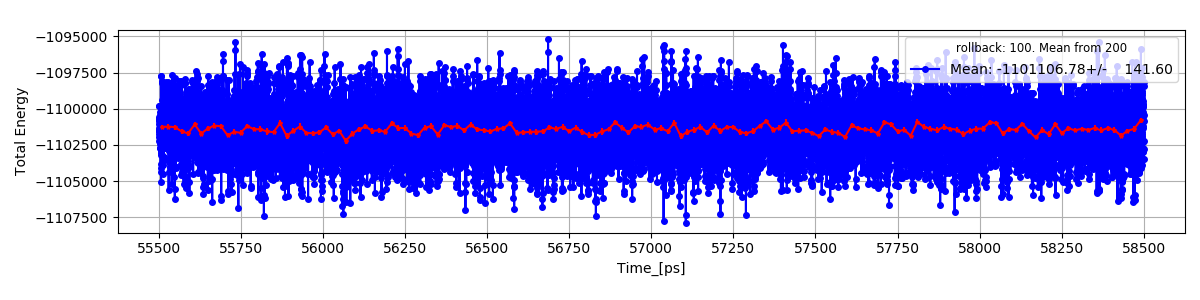 −1095000
−1097500
−1100000
−1102500
−1105000
−1107500
Total Energy
rollback: 100. Mean from 200
Mean: -1101106.78+/-    141.60
55500 55750 56000 56250 56500 56750 57000 57250 57500 57750 58000 58250 58500
Time_[ps]